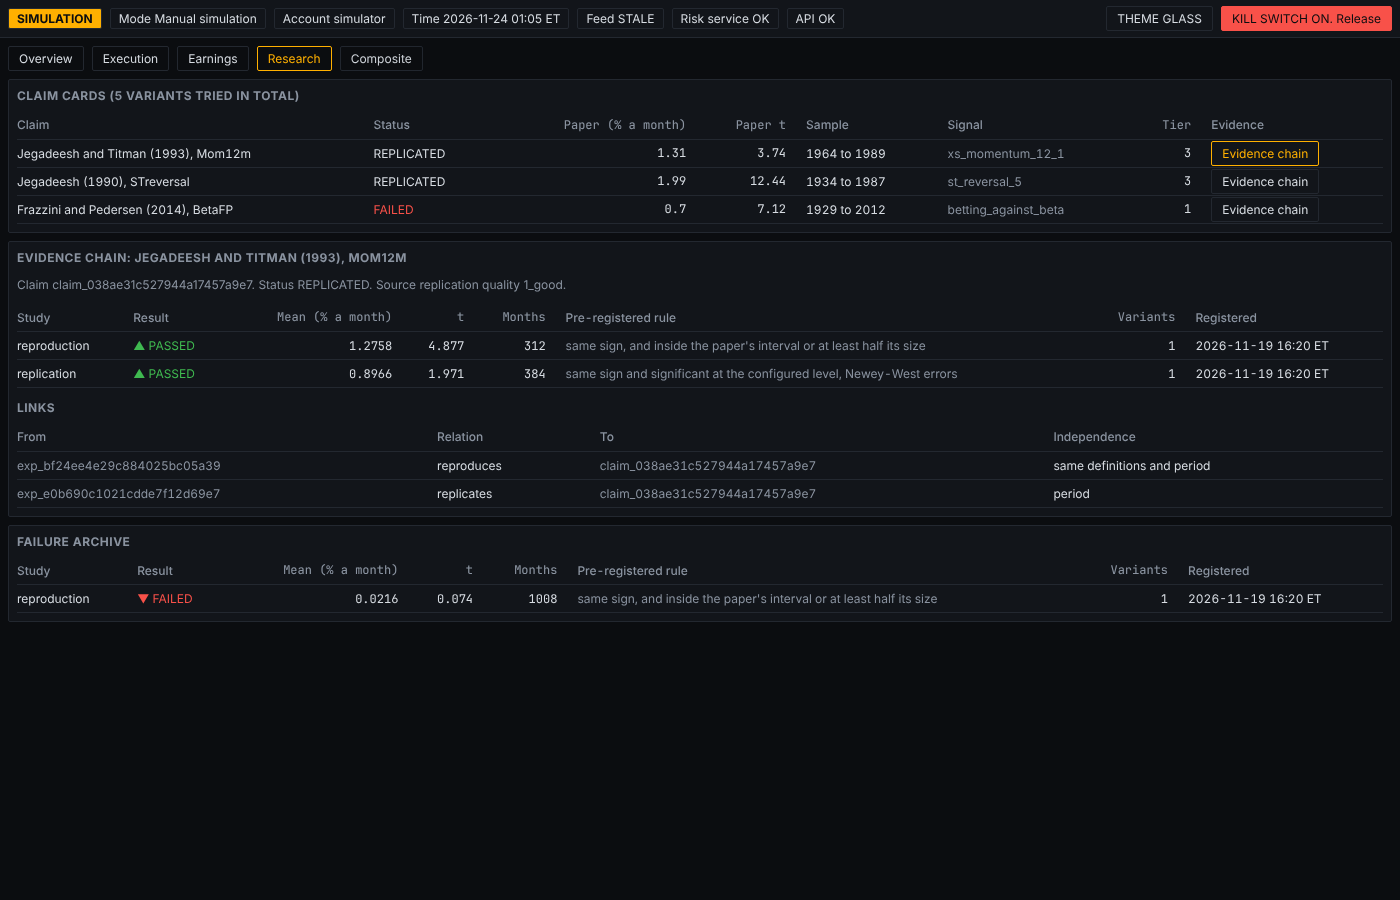 SIMULATION Mode Manual simulation Account simulator Time 2026-11-24 01:05 ET Feed STALE Risk service OK API OK THEME GLASS KILL SWITCH ON. Release
Overview Execution Earnings Research Composite
CLAIM CARDS (5 VARIANTS TRIED IN TOTAL)
Claim Status Paper (% a month) Paper t Sample Signal Tier Evidence
Jegadeesh and Titman (1993), Mom12m REPLICATED 1.31 3.74 1964 to 1989 xs_momentum_12_1 3 Evidence chain
Jegadeesh (1990), STreversal REPLICATED 1.99 12.44 1934 to 1987 st_reversal_5 3 Evidence chain
Frazzini and Pedersen (2014), BetaFP FAILED 0.7 7.12 1929 to 2012 betting_against_beta 1 Evidence chain
EVIDENCE CHAIN: JEGADEESH AND TITMAN (1993), MOM12M
Claim claim_038ae31c527944a17457a9e7. Status REPLICATED. Source replication quality 1_good.
Study Result Mean (% a month) t Months Pre-registered rule Variants Registered
reproduction ▲ PASSED 1.2758 4.877 312 same sign, and inside the paper's interval or at least half its size 1 2026-11-19 16:20 ET
replication ▲ PASSED 0.8966 1.971 384 same sign and significant at the configured level, Newey-West errors 1 2026-11-19 16:20 ET
LINKS
From Relation To Independence
exp_bf24ee4e29c884025bc05a39 reproduces claim_038ae31c527944a17457a9e7 same definitions and period
exp_e0b690c1021cdde7f12d69e7 replicates claim_038ae31c527944a17457a9e7 period
FAILURE ARCHIVE
Study Result Mean (% a month) t Months Pre-registered rule Variants Registered
reproduction ▼ FAILED 0.0216 0.074 1008 same sign, and inside the paper's interval or at least half its size 1 2026-11-19 16:20 ET